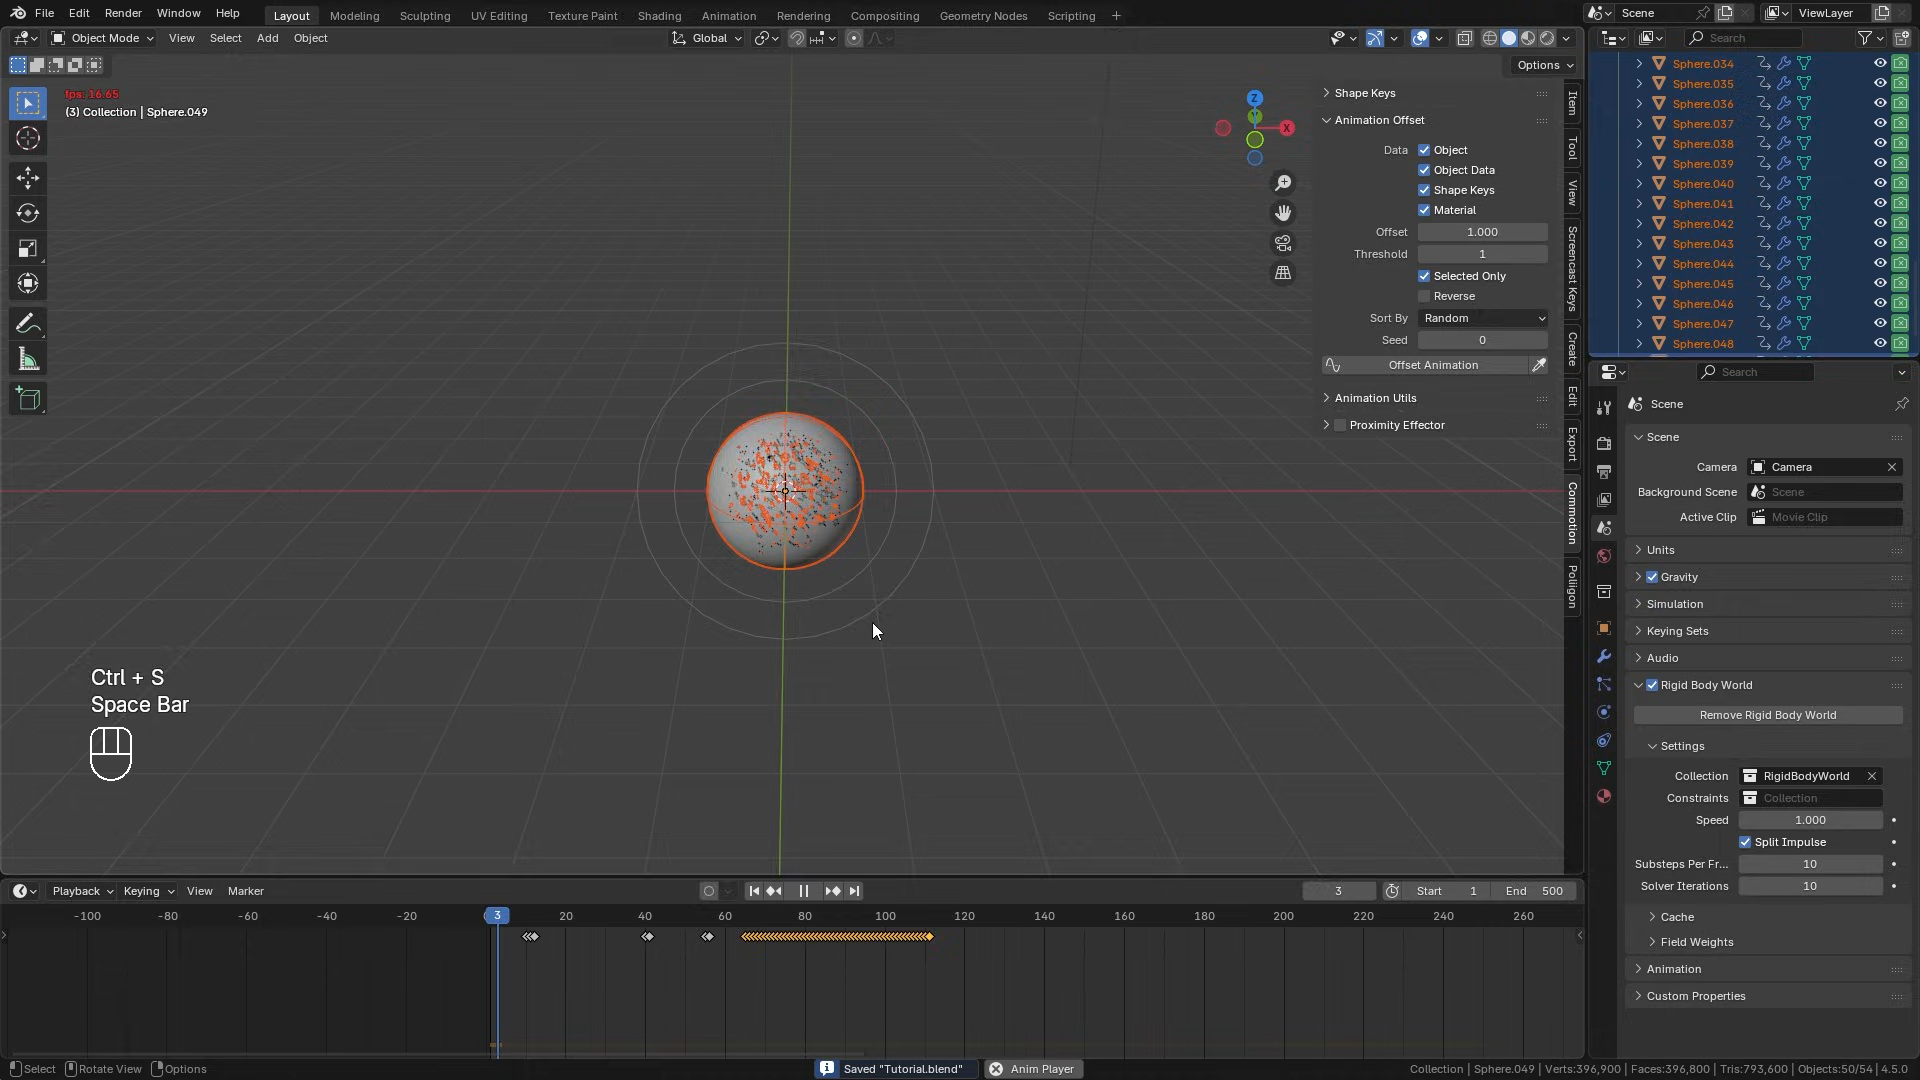 File Edit Render Window Help Layout Modeling Sculpting UV Editing Texture Paint Shading Animation Rendering Compositing Geometry Nodes Scripting + Scene ViewLayer
Object Mode View Select Add Object Global Search
Options
fps: 16.65
(3) Collection | Sphere.049
Z
X
Shape Keys
Animation Offset
Data Object
Object Data
Shape Keys
Material
Offset 1.000
Threshold 1
Selected Only
Reverse
Sort By Random
Seed 0
Offset Animation
Animation Utils
Proximity Effector
Item
Tool
View
Screencast Keys
Create
Edit
Export
Commotion
Poliigon
Sphere.034
Sphere.035
Sphere.036
Sphere.037
Sphere.038
Sphere.039
Sphere.040
Sphere.041
Sphere.042
Sphere.043
Sphere.044
Sphere.045
Sphere.046
Sphere.047
Sphere.048
Search
Scene
Scene
Camera Camera
Background Scene Scene
Active Clip Movie Clip
Units
Gravity
Simulation
Keying Sets
Audio
Rigid Body World
Remove Rigid Body World
Settings
Collection RigidBodyWorld
Constraints Collection
Speed 1.000
Split Impulse
Substeps Per Fr... 10
Solver Iterations 10
Cache
Field Weights
Animation
Custom Properties
Ctrl + S
Space Bar
Playback Keying View Marker 3 Start 1 End 500
-100 -80 -60 -40 -20 3 20 40 60 80 100 120 140 160 180 200 220 240 260
Select Rotate View Options Saved "Tutorial.blend" Anim Player Collection | Sphere.049 | Verts:396,900 | Faces:396,800 | Tris:793,600 | Objects:50/54 | 4.5.0